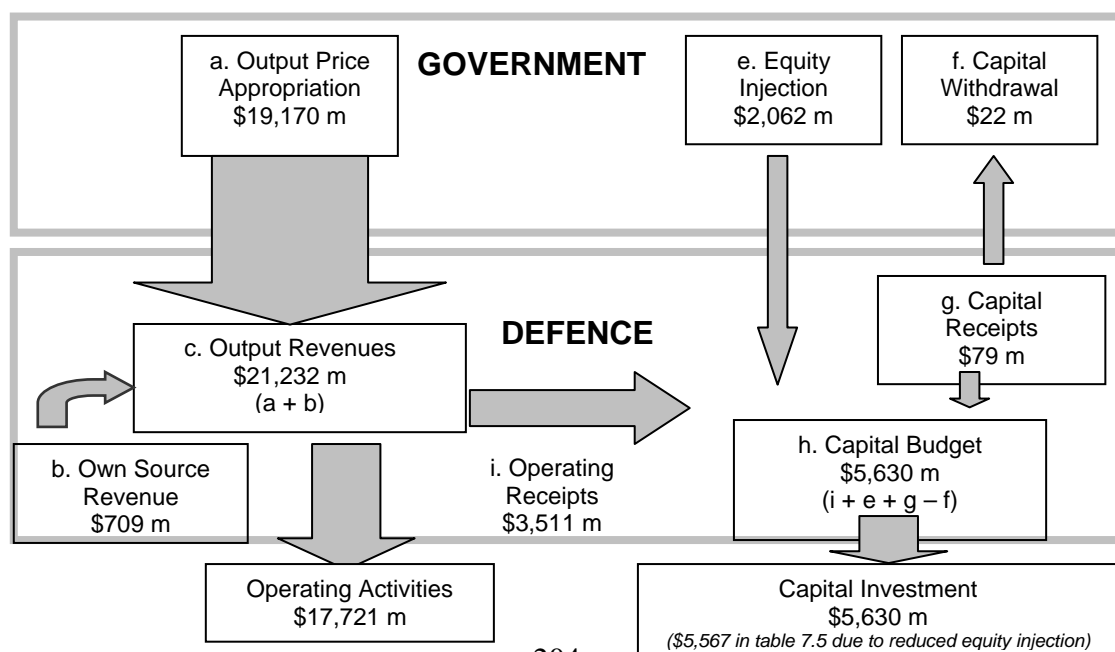 a. Output Price
Appropriation
$19,170 m
GOVERNMENT
e. Equity
Injection
$2,062 m
f. Capital
Withdrawal
$22 m
g. Capital
Receipts
$79 m
DEFENCE
c. Output Revenues
$21,232 m
(a + b)
b. Own Source
Revenue
$709 m
i. Operating
Receipts
$3,511 m
h. Capital Budget
$5,630 m
(i + e + g – f)
Operating Activities
$17,721 m
Capital Investment
$5,630 m
($5,567 in table 7.5 due to reduced equity injection)